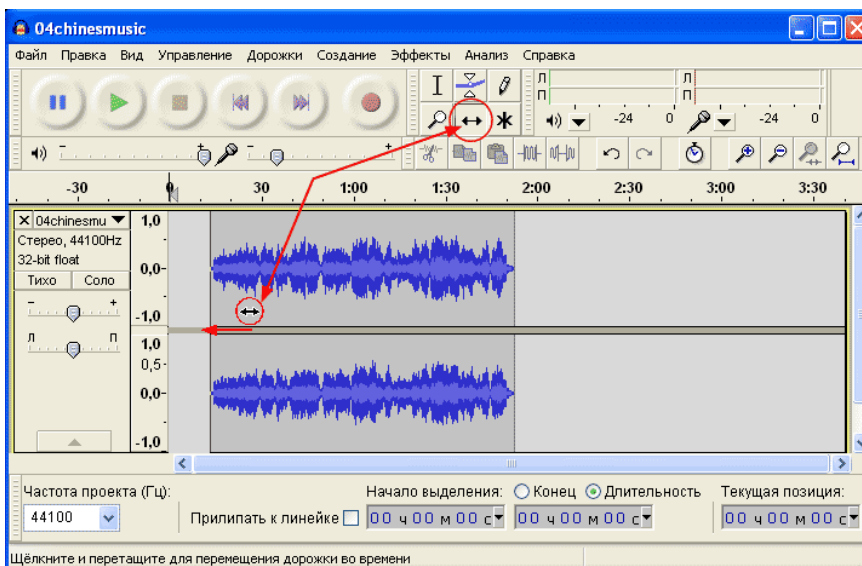 04chinesmusic
Файл Правка Вид Управление Дорожки Создание Эффекты Анализ Справка
Л Л
П П
-24 0 -24 0
- + - +
-30 0 30 1:00 1:30 2:00 2:30 3:00 3:30
04chinesmu
Стерео, 44100Hz
32-bit float
Тихо Соло
- +
Л П
1,0
0,0-
-1,0
1,0
0,5-
0,0-
-1,0
Частота проекта (Гц): Начало выделения: Конец Длительность Текущая позиция:
44100 Прилипать к линейке 00 ч 00 м 00 с 00 ч 00 м 00 с 00 ч 00 м 00 с
Щёлкните и перетащите для перемещения дорожки во времени